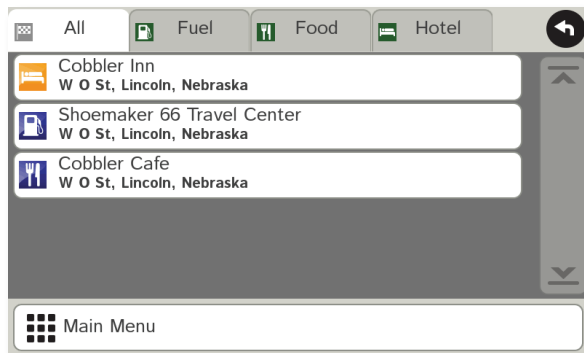 All Fuel Food Hotel
Cobbler Inn
W O St, Lincoln, Nebraska
Shoemaker 66 Travel Center
W O St, Lincoln, Nebraska
Cobbler Cafe
W O St, Lincoln, Nebraska
Main Menu